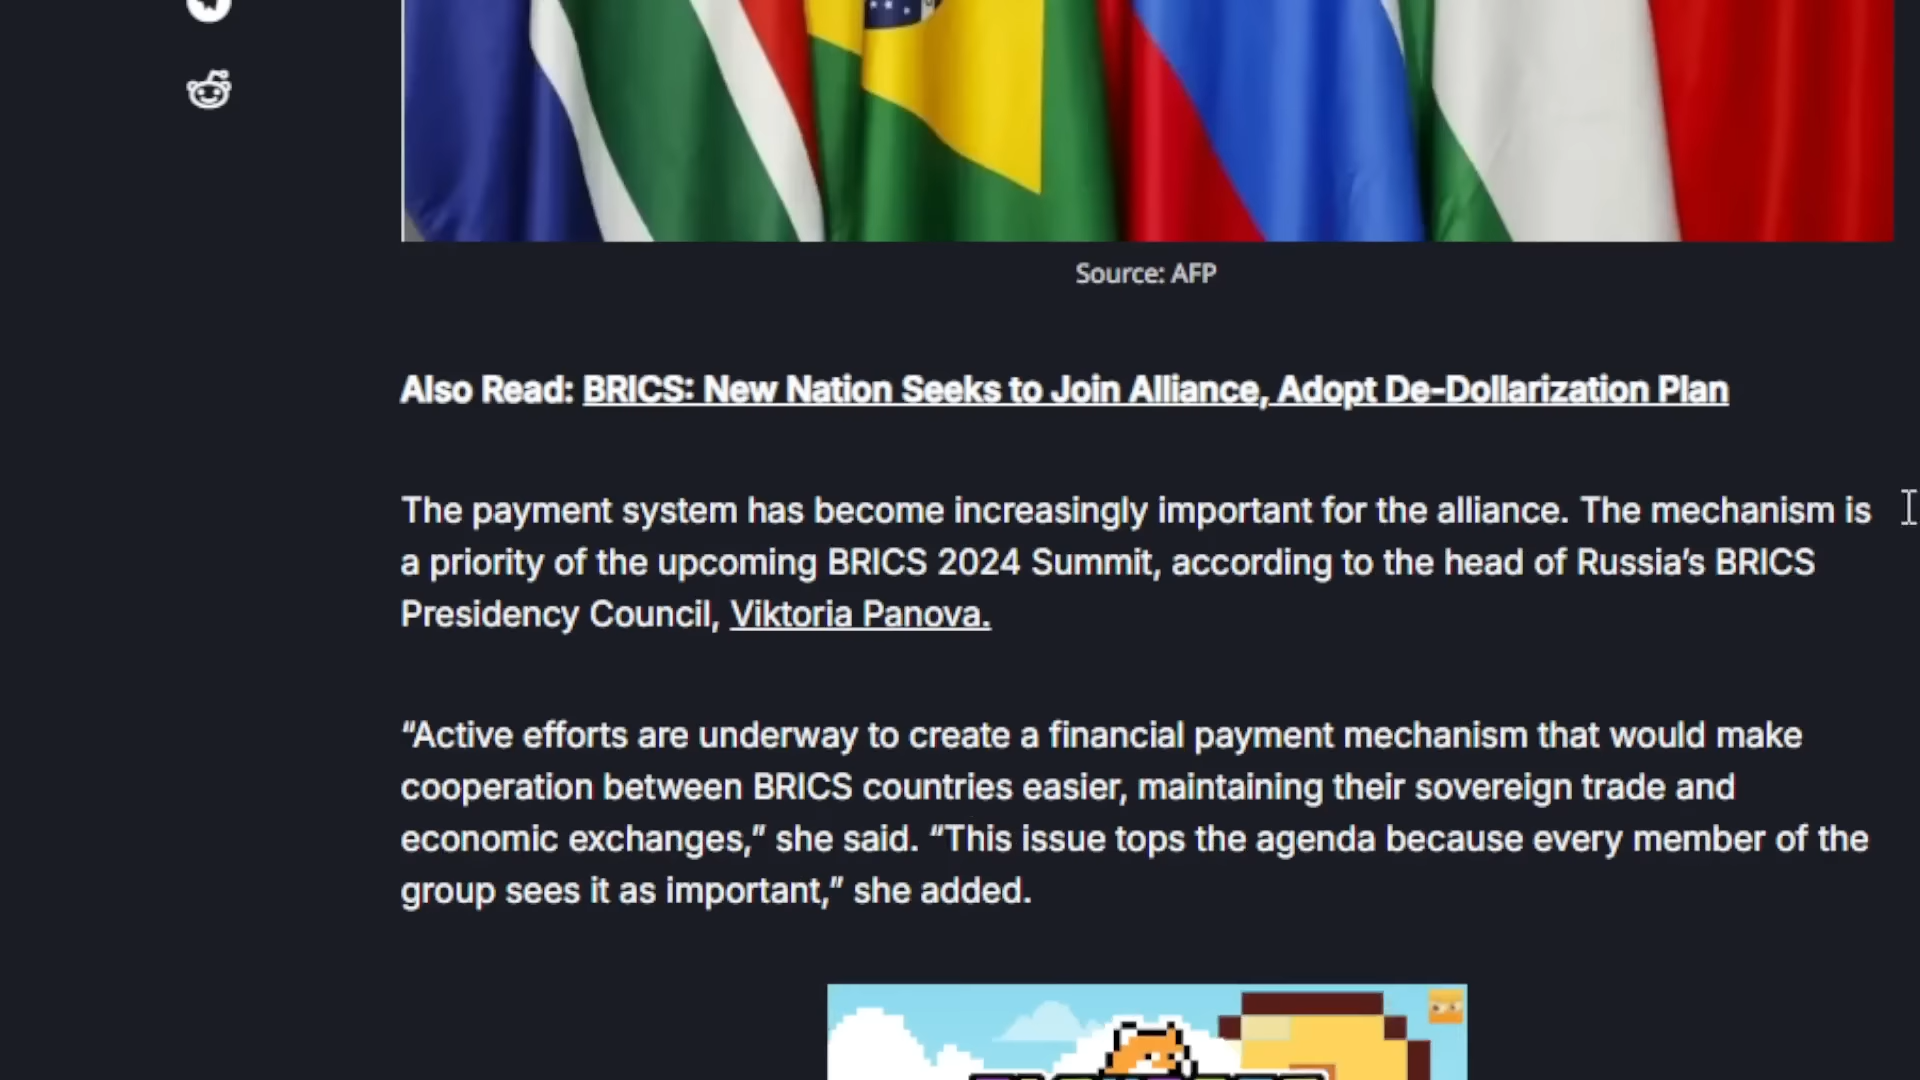 Source: AFP
Also Read: BRICS: New Nation Seeks to Join Alliance, Adopt De-Dollarization Plan
The payment system has become increasingly important for the alliance. The mechanism is
a priority of the upcoming BRICS 2024 Summit, according to the head of Russia’s BRICS
Presidency Council, Viktoria Panova.
“Active efforts are underway to create a financial payment mechanism that would make
cooperation between BRICS countries easier, maintaining their sovereign trade and
economic exchanges,” she said. “This issue tops the agenda because every member of the
group sees it as important,” she added.